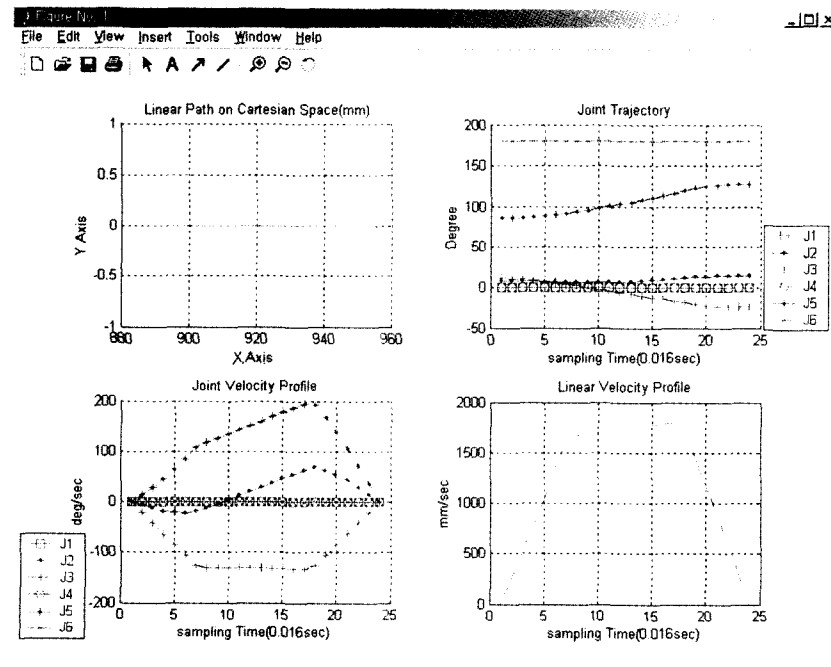 Figure No. 1
File Edit View Insert Tools Window Help
A
Linear Path on Cartesian Space(mm)
1
0.5
0
-0.5
-1
Y Axis
880 900 920 940 960
X,Axis
Joint Trajectory
200
150
100
50
0
-50
Degree
0 5 10 15 20 25
sampling Time(0.016sec)
J1
J2
J3
J4
J5
J6
Joint Velocity Profile
200
100
0
-100
-200
deg/sec
0 5 10 15 20 25
sampling Time(0.016sec)
J1
J2
J3
J4
J5
J6
Linear Velocity Profile
2000
1500
1000
500
0
mm/sec
0 5 10 15 20 25
sampling Time(0.016sec)